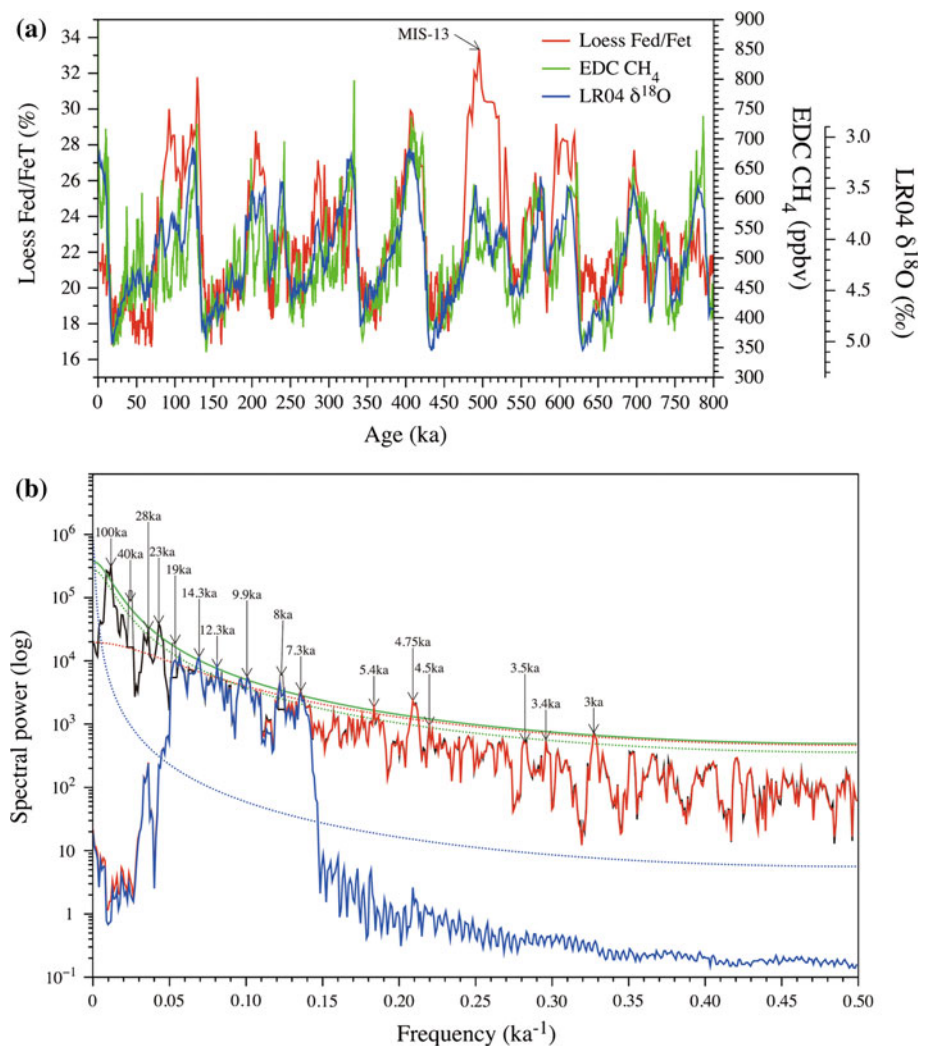 (a)
MIS-13
Loess Fed/Fet
EDC CH4
LR04 δ18O
34
32
30
28
26
24
22
20
18
16
Loess Fed/FeT (%)
900
850
800
750
700
650
600
550
500
450
400
350
300
EDC CH4 (ppbv)
3.0
3.5
4.0
4.5
5.0
LR04 δ18O (‰)
0 50 100 150 200 250 300 350 400 450 500 550 600 650 700 750 800
Age (ka)
(b)
10^6
10^5
10^4
10^3
10^2
10
1
10^-1
Spectral power (log)
100ka
40ka
28ka
23ka
19ka
14.3ka
12.3ka
9.9ka
8ka
7.3ka
5.4ka
4.75ka
4.5ka
3.5ka
3.4ka
3ka
0 0.05 0.10 0.15 0.20 0.25 0.30 0.35 0.40 0.45 0.50
Frequency (ka-1)